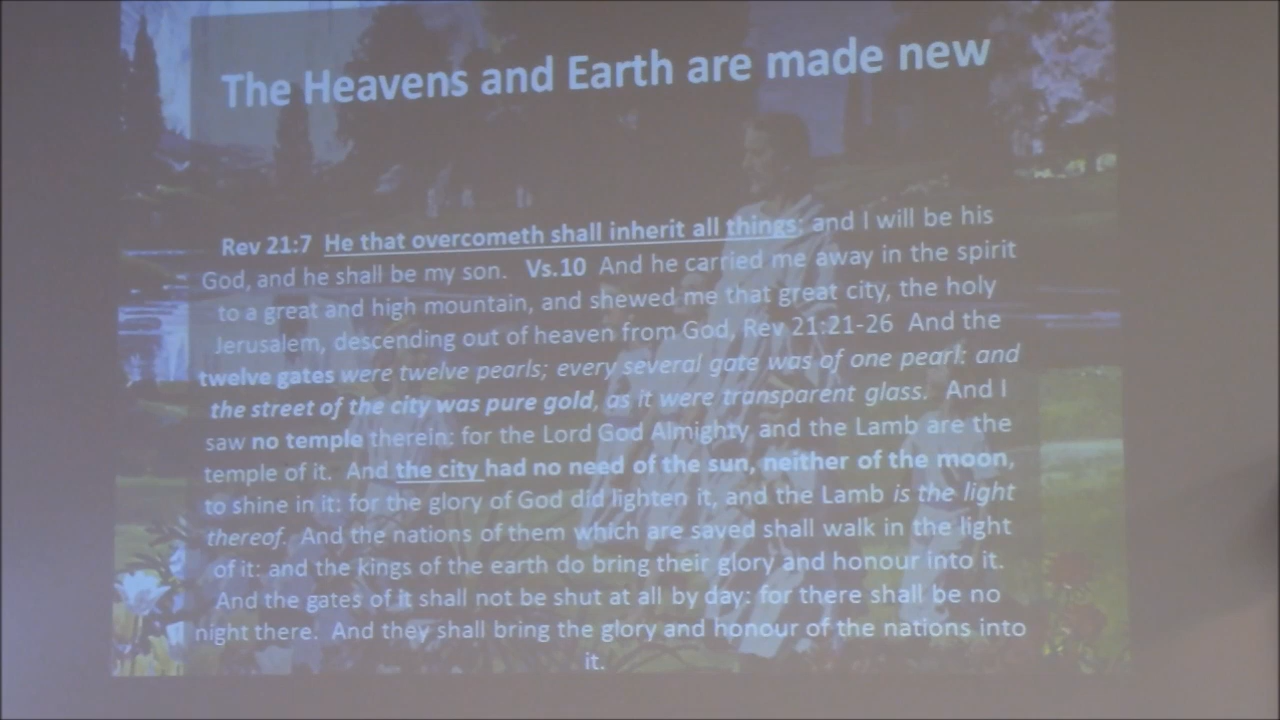 The Heavens and Earth are made new
Rev 21:7 He that overcometh shall inherit all things; and I will be his
God, and he shall be my son. Vs.10 And he carried me away in the spirit
to a great and high mountain, and shewed me that great city, the holy
Jerusalem, descending out of heaven from God, Rev 21:21-26 And the
twelve gates were twelve pearls; every several gate was of one pearl: and
the street of the city was pure gold, as it were transparent glass. And I
saw no temple therein: for the Lord God Almighty and the Lamb are the
temple of it. And the city had no need of the sun, neither of the moon,
to shine in it: for the glory of God did lighten it, and the Lamb is the light
thereof. And the nations of them which are saved shall walk in the light
of it: and the kings of the earth do bring their glory and honour into it.
And the gates of it shall not be shut at all by day: for there shall be no
night there. And they shall bring the glory and honour of the nations into
it.